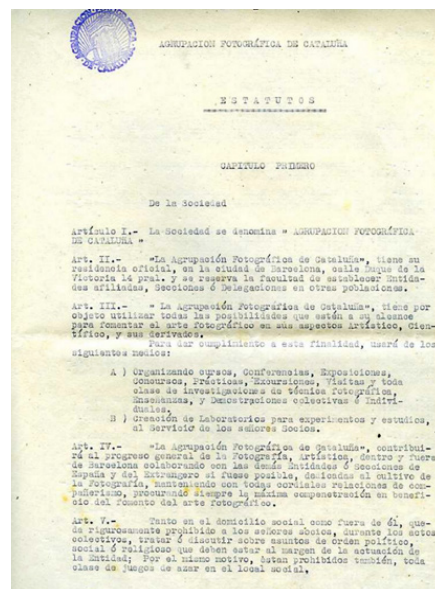 AGRUPACION FOTOGRÁFICA DE CATALUÑA
ESTATUTOS
CAPITULO PRIMERO
De la Sociedad
Artículo I.- La Sociedad se denomina " AGRUPACION FOTOGRÁFICA
DE CATALUÑA "
Art. II.- "La Agrupación Fotográfica de Cataluña", tiene su
residencia oficial, en la ciudad de Barcelona, calle Duque de la
Victoria 14 pral. y se reserva la facultad de establecer Entida-
des afiliadas, Secciones ó Delegaciones en otras poblaciones.
Art. III.- " La Agrupación Fotográfica de Cataluña", tiene por
objeto utilizar todas las posibilidades que estén a su alcance
para fomentar el arte fotográfico en sus aspectos Artístico, Cien-
tífico, y sus derivados.
Para dar cumplimiento a esta finalidad, usará de los
siguientes medios:
A ) Organizando cursos, Conferencias, Exposiciones,
Concursos, Prácticas, Excursiones, Visitas y toda
clase de investigaciones de técnica fotográfica,
Enseñanzas, y Demostraciones colectivas é Indivi-
duales.
B ) Creación de Laboratorios para experimentos y estudios,
al Servicio de los señores Socios.
Art. IV.- "La Agrupación Fotográfica de Cataluña", contribui-
rá al progreso general de la Fotografía, Artística, dentro y fuera
de Barcelona colaborando con las demás Entidades ó Secciones de
España y del Extrangero si fuese posible, dedicadas al cultivo de
la Fotografía, manteniendo con todas cordiales relaciones de com-
pañerismo, procurando siempre la máxima compenetración en benefi-
cio del fomento del arte fotográfico.
Art. V.- Tanto en el domicilio social como fuera de él, que-
da rigurosamente prohibido a los señores socios, durante los actos
colectivos, tratar ó discutir sobre asuntos de orden político,
social ó religioso que deben estar al margen de la actuación de
la Entidad; Por el mismo motivo, están prohibidos también, toda
clase de juegos de azar en el local social.